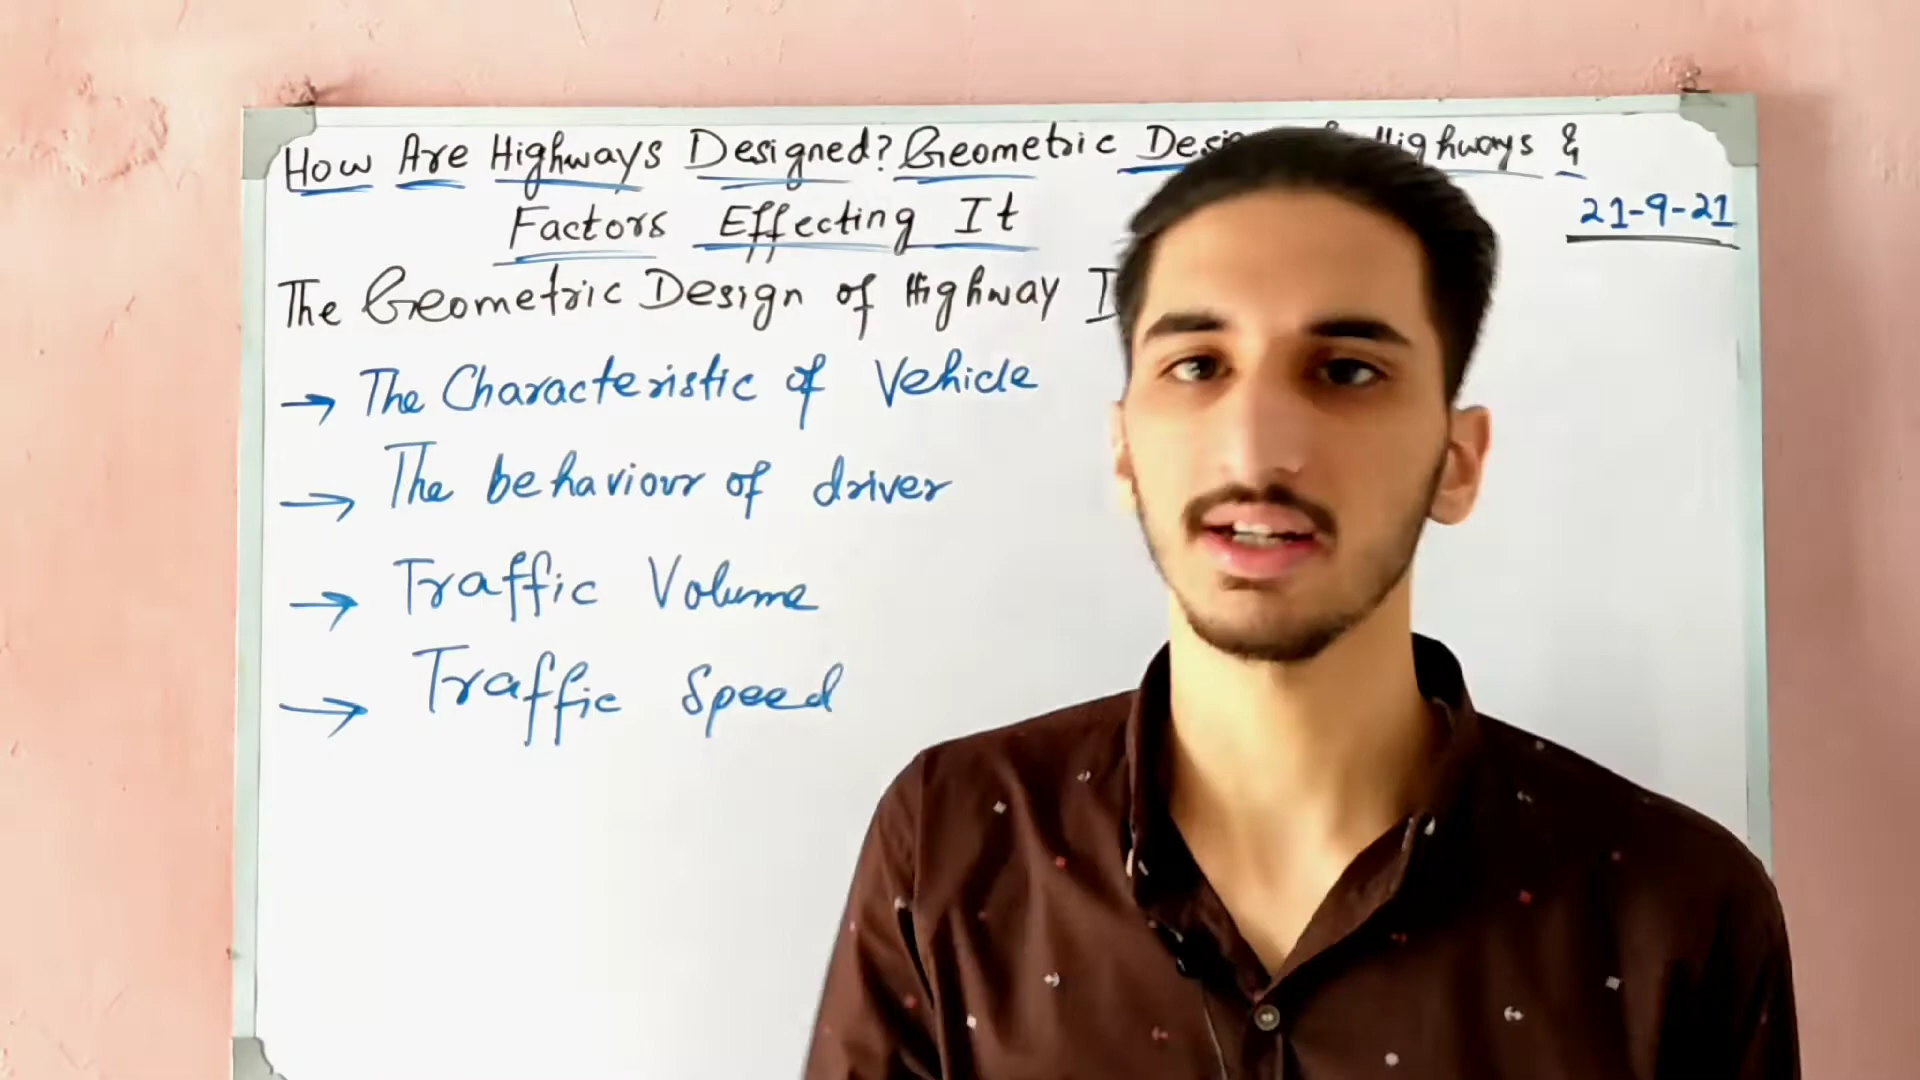 How Are Highways Designed? Geometric Highways &
Factors Effecting It
21-9-21
The Geometric Design of Highway
→ The Characteristic of Vehicle
→ The behaviour of driver
→ Traffic Volume
→ Traffic Speed